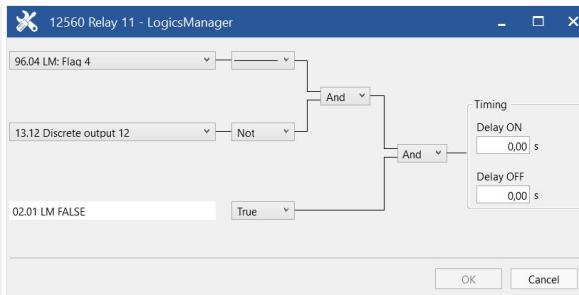 12560 Relay 11 - LogicsManager
96.04 LM: Flag 4
And
Timing
Delay ON
13.12 Discrete output 12
Not
0,00 s
And
Delay OFF
0,00 s
02.01 LM FALSE
True
OK
Cancel